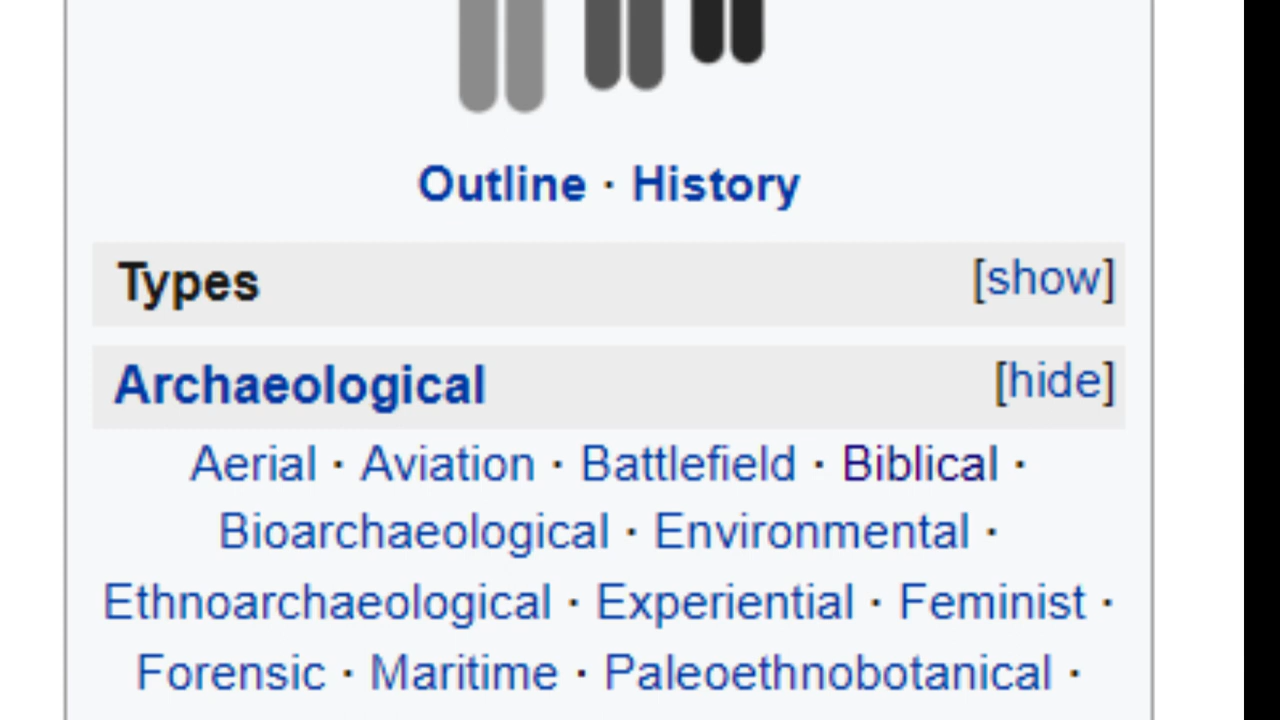 Outline · History
Types [show]
Archaeological [hide]
Aerial · Aviation · Battlefield · Biblical ·
Bioarchaeological · Environmental ·
Ethnoarchaeological · Experiential · Feminist ·
Forensic · Maritime · Paleoethnobotanical ·